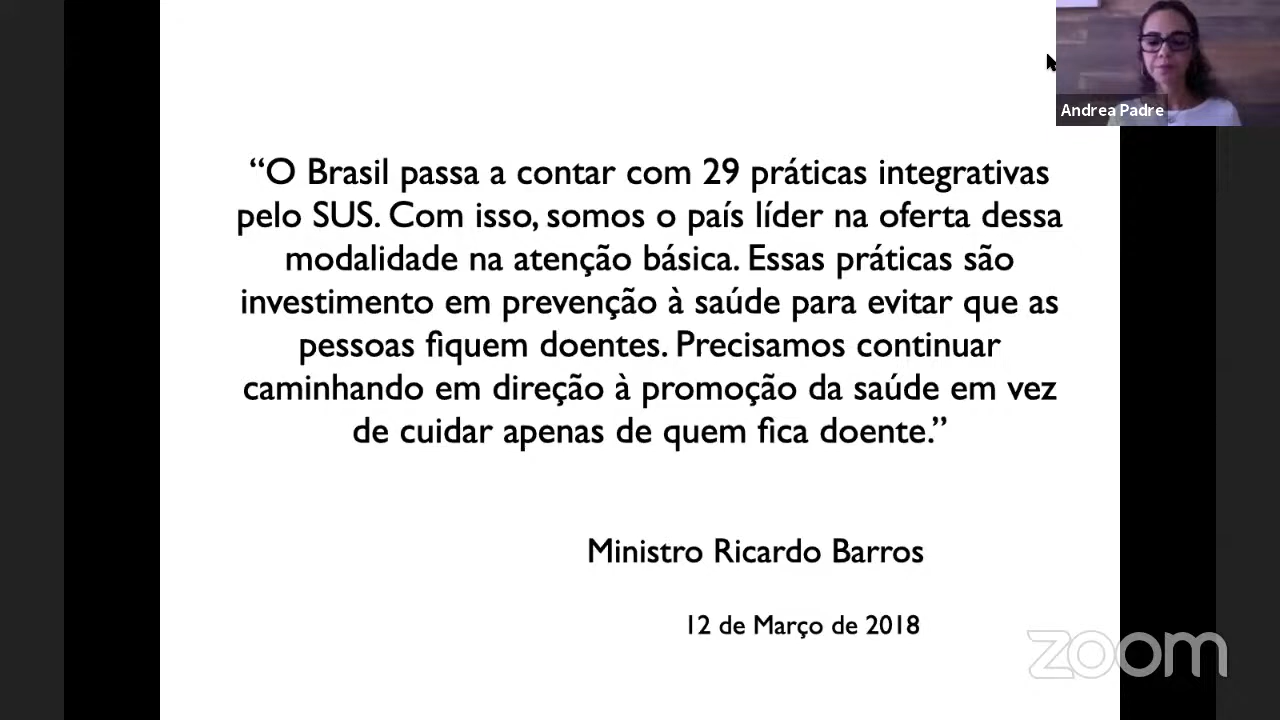 Andrea Padre
“O Brasil passa a contar com 29 práticas integrativas
pelo SUS. Com isso, somos o país líder na oferta dessa
modalidade na atenção básica. Essas práticas são
investimento em prevenção à saúde para evitar que as
pessoas fiquem doentes. Precisamos continuar
caminhando em direção à promoção da saúde em vez
de cuidar apenas de quem fica doente.”
Ministro Ricardo Barros
12 de Março de 2018
zoom